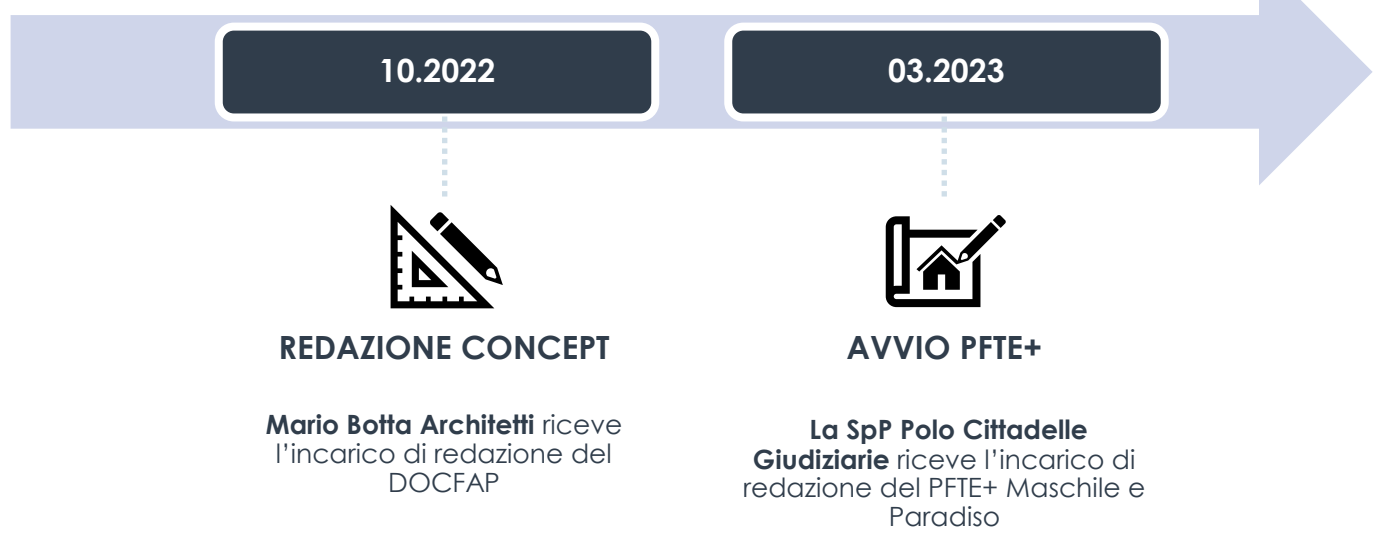 10.2022
03.2023
REDAZIONE CONCEPT
AVVIO PFTE+
Mario Botta Architetti riceve
l'incarico di redazione del
DOCFAP
La SpP Polo Cittadelle
Giudiziarie riceve l'incarico di
redazione del PFTE+ Maschile e
Paradiso